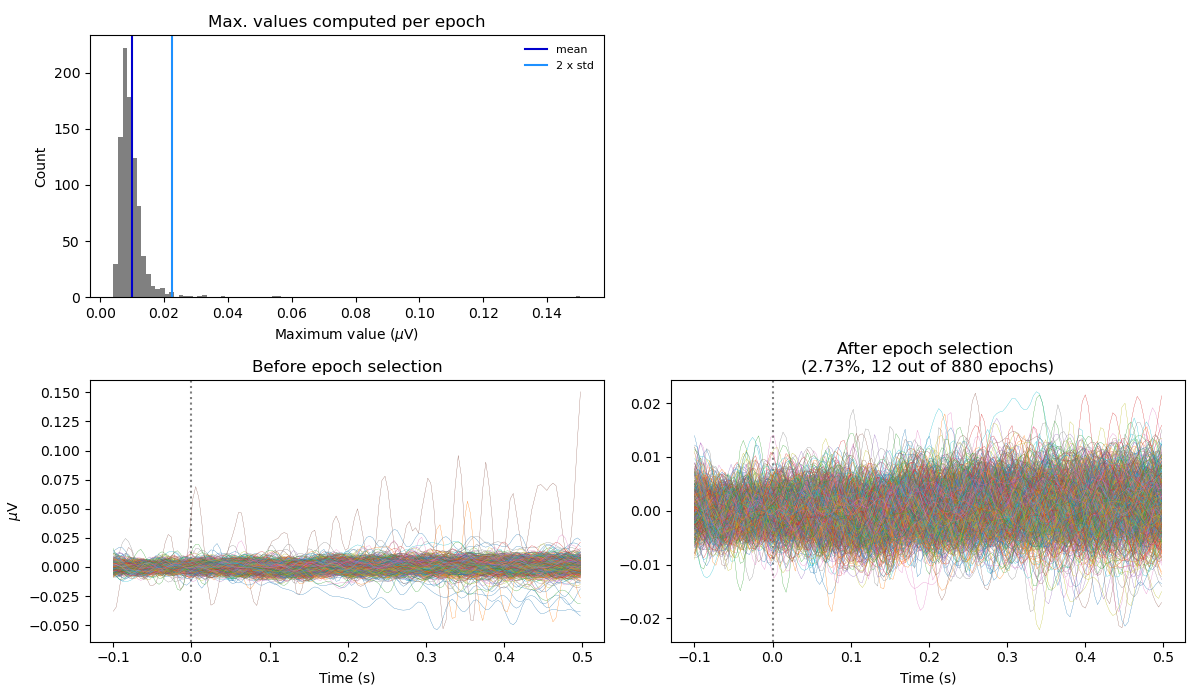 Max. values computed per epoch
mean
2 x std
200
150
100
50
0
Count
0.00 0.02 0.04 0.06 0.08 0.10 0.12 0.14
Maximum value (μV)
Before epoch selection
0.150
0.125
0.100
0.075
0.050
0.025
0.000
−0.025
−0.050
μV
−0.1 0.0 0.1 0.2 0.3 0.4 0.5
Time (s)
After epoch selection
(2.73%, 12 out of 880 epochs)
0.02
0.01
0.00
−0.01
−0.02
−0.1 0.0 0.1 0.2 0.3 0.4 0.5
Time (s)